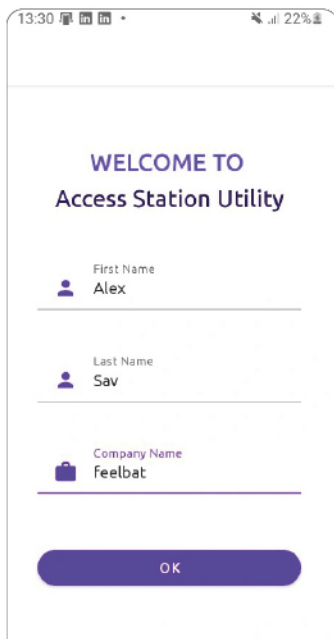 13:30
22%
WELCOME TO
Access Station Utility
First Name
Alex
Last Name
Sav
Company Name
feelbat
OK